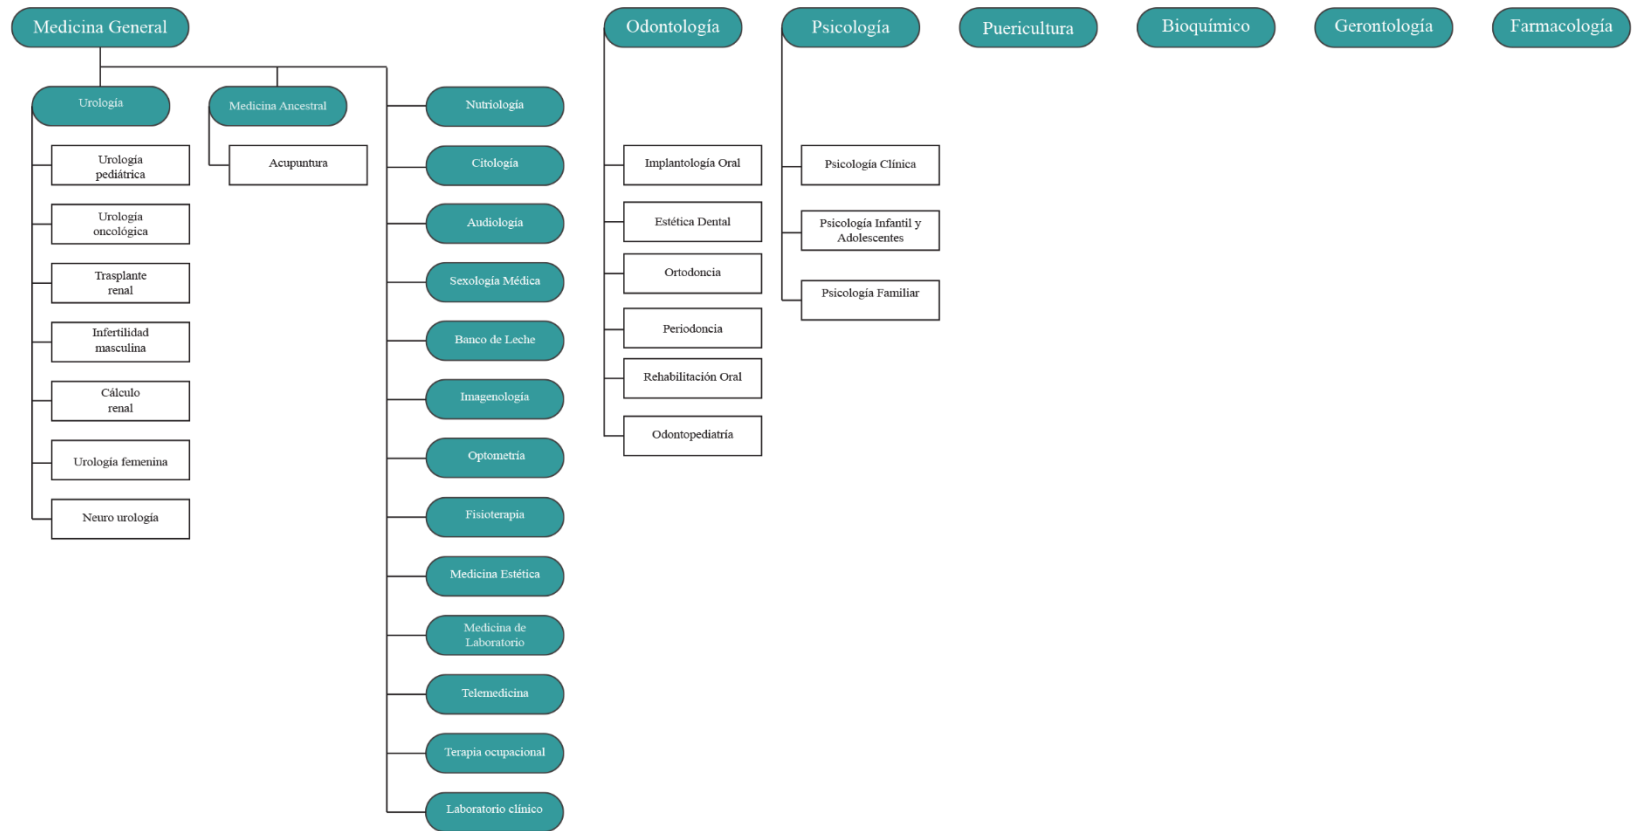 Medicina General
Odontología
Psicología
Puericultura
Bioquímico
Gerontología
Farmacología
Urología
Urología
pediátrica
Urología
oncológica
Trasplante
renal
Infertilidad
masculina
Cálculo
renal
Urología femenina
Neuro urología
Medicina Ancestral
Acupuntura
Nutriología
Citología
Audiología
Sexología Médica
Banco de Leche
Imagenología
Optometría
Fisioterapia
Medicina Estética
Medicina de
Laboratorio
Telemedicina
Terapia ocupacional
Laboratorio clínico
Implantología Oral
Estética Dental
Ortodoncia
Periodoncia
Rehabilitación Oral
Odontopediatría
Psicología Clínica
Psicología Infantil y
Adolescentes
Psicología Familiar